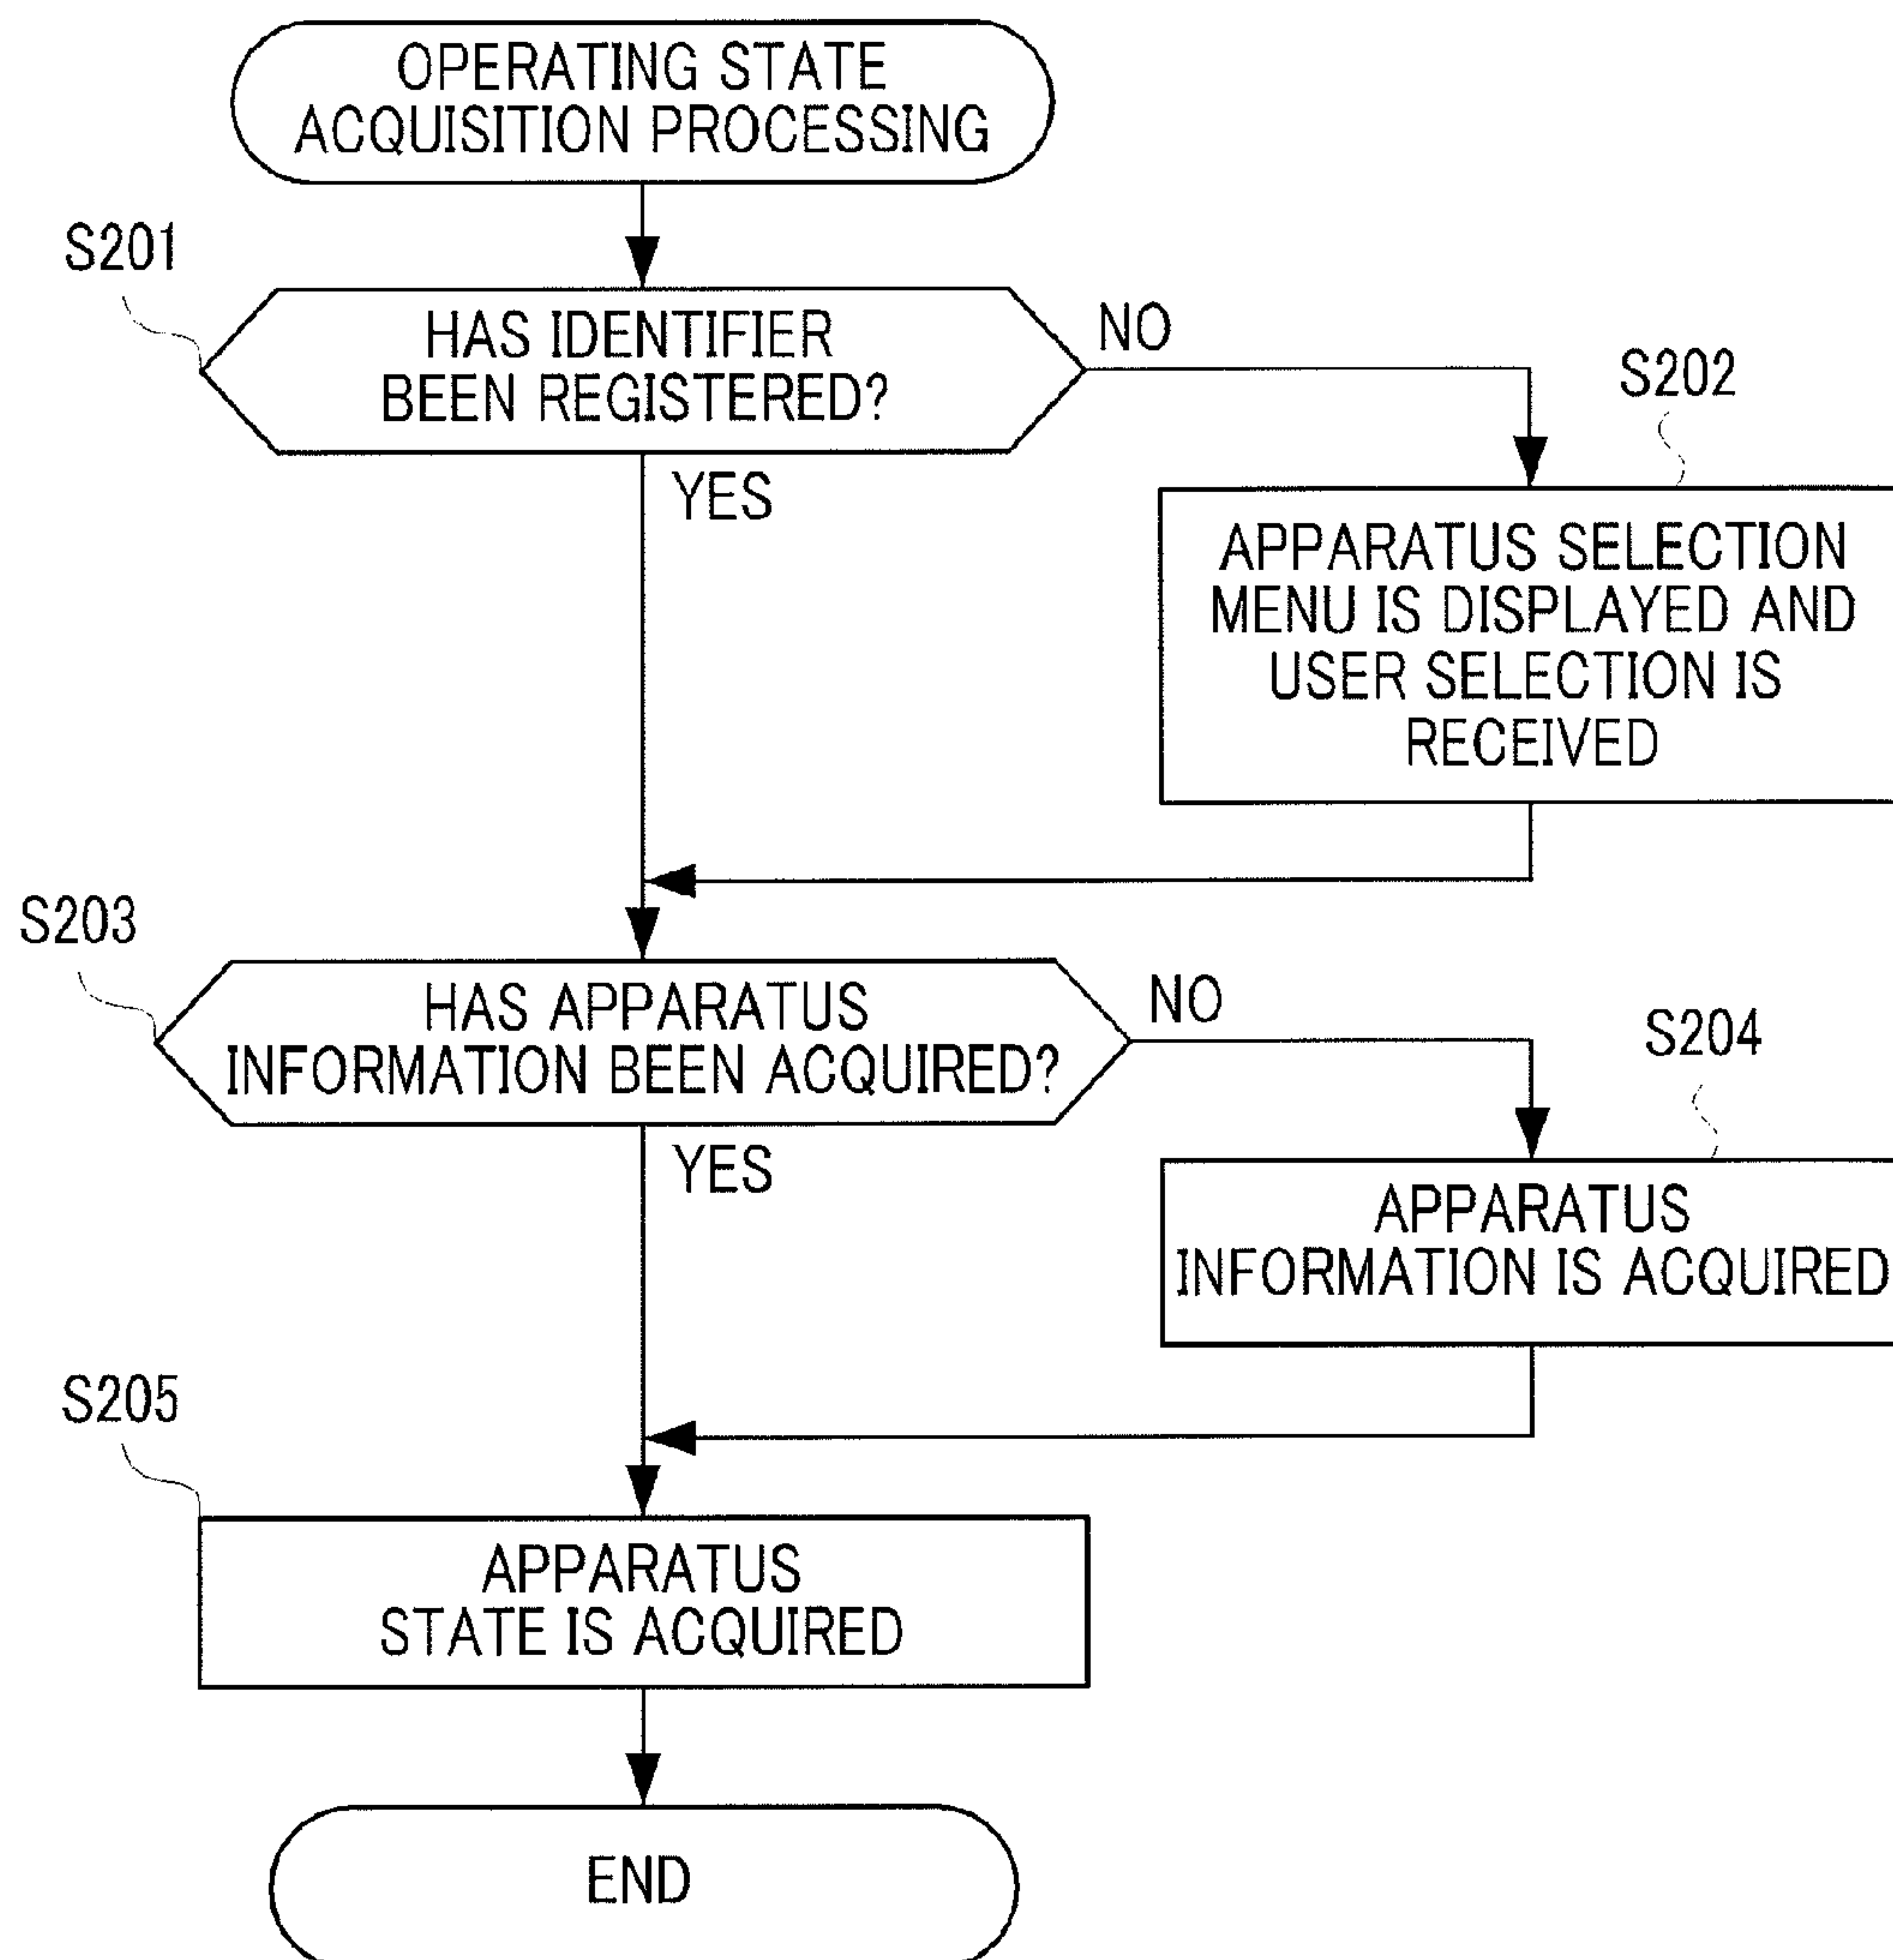 OPERATING STATE
ACQUISITION PROCESSING
S201
HAS IDENTIFIER
BEEN REGISTERED?
NO
YES
S202
APPARATUS SELECTION
MENU IS DISPLAYED AND
USER SELECTION IS
RECEIVED
S203
HAS APPARATUS
INFORMATION BEEN ACQUIRED?
NO
YES
S204
APPARATUS
INFORMATION IS ACQUIRED
S205
APPARATUS
STATE IS ACQUIRED
END